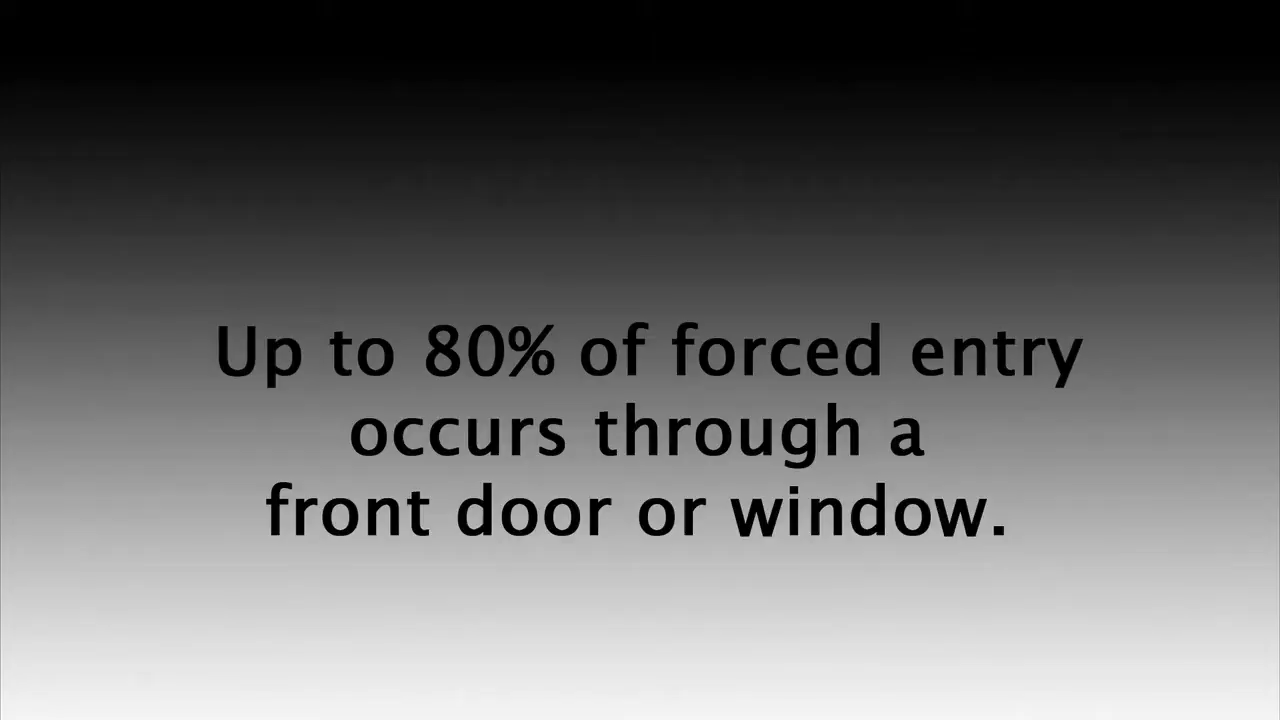 Up to 80% of forced entry
occurs through a
front door or window.